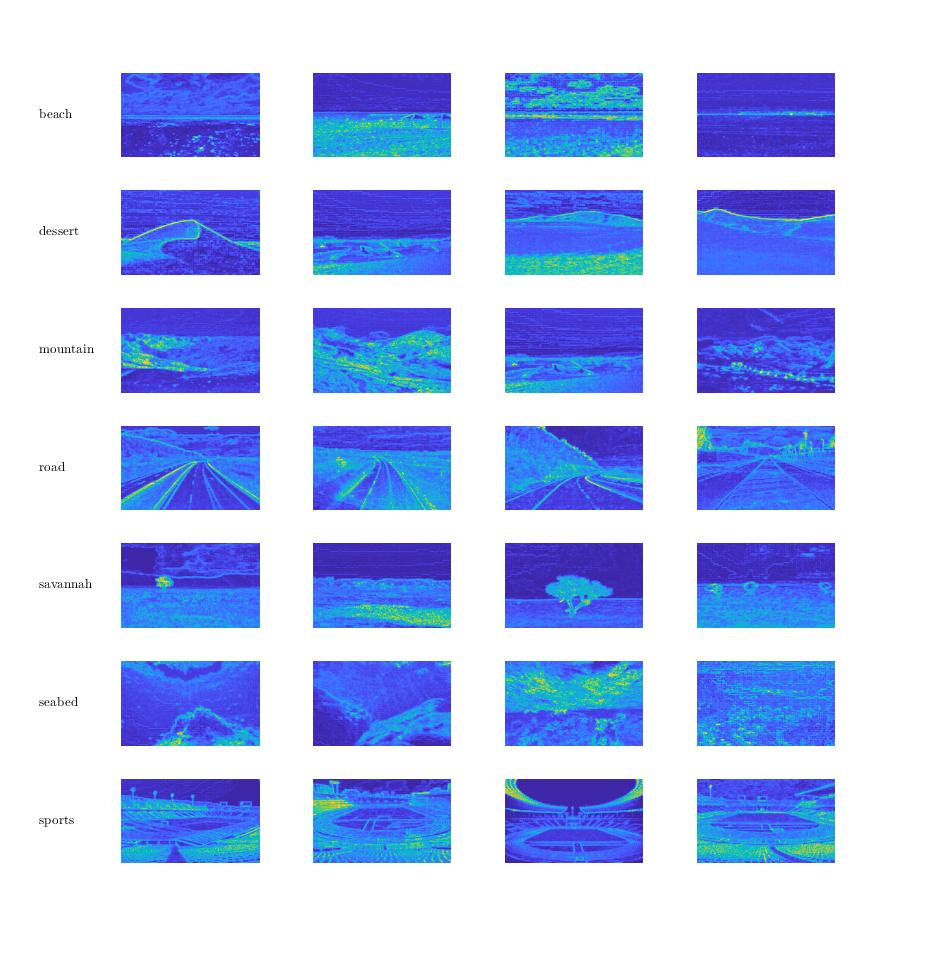 beach
dessert
mountain
road
savannah
seabed
sports